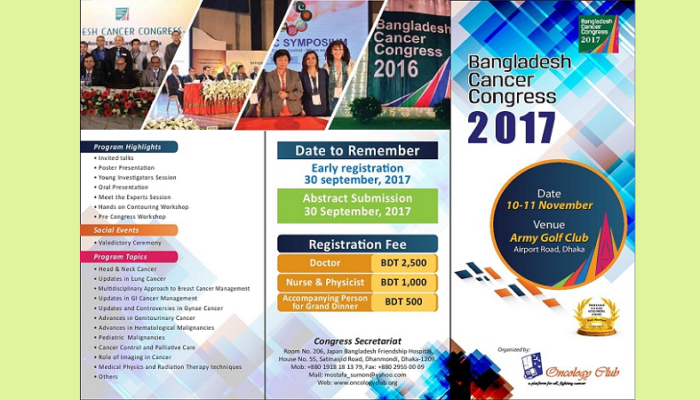 DESH CANCER CONGRESS
SYMPOSIUM
Bangladesh
Cancer
Congress
2016
Bangladesh
Cancer
Congress
2017
Bangladesh
Cancer
Congress
2017
Date
10-11 November
Venue
Army Golf Club
Airport Road, Dhaka
Organized by:
Oncology Club
a platform for all, fighting cancer
Program Highlights
• Invited talks
• Poster Presentation
• Young Investigators Session
• Oral Presentation
• Meet the Experts Session
• Hands on Contouring Workshop
• Pre Congress Workshop
Social Events
• Valedictory Ceremony
Program Topics
• Head & Neck Cancer
• Updates in Lung Cancer
• Multidisciplinary Approach to Breast Cancer Management
• Updates in GI Cancer Management
• Updates and Controversies in Gynae Cancer
• Advances in Genitourinary Cancer
• Advances in Hematological Malignancies
• Pediatric Malignancies
• Cancer Control and Palliative Care
• Role of Imaging in Cancer
• Medical Physics and Radiation Therapy techniques
• Others
Date to Remember
Early registration
30 september, 2017
Abstract Submission
30 September, 2017
Registration Fee
Doctor BDT 2,500
Nurse & Physicist BDT 1,000
Accompanying Person
for Grand Dinner BDT 500
Congress Secretariat
Room No. 206, Japan Bangladesh Friendship Hospital,
House No. 55, Satmasjid Road, Dhanmond, Dhaka-1209
Mob: +880 1918 18 13 79, Fax: +880 2955 00 09
Mail: mostafa_sumon@yahoo.com
Web: www.oncologyclub.org